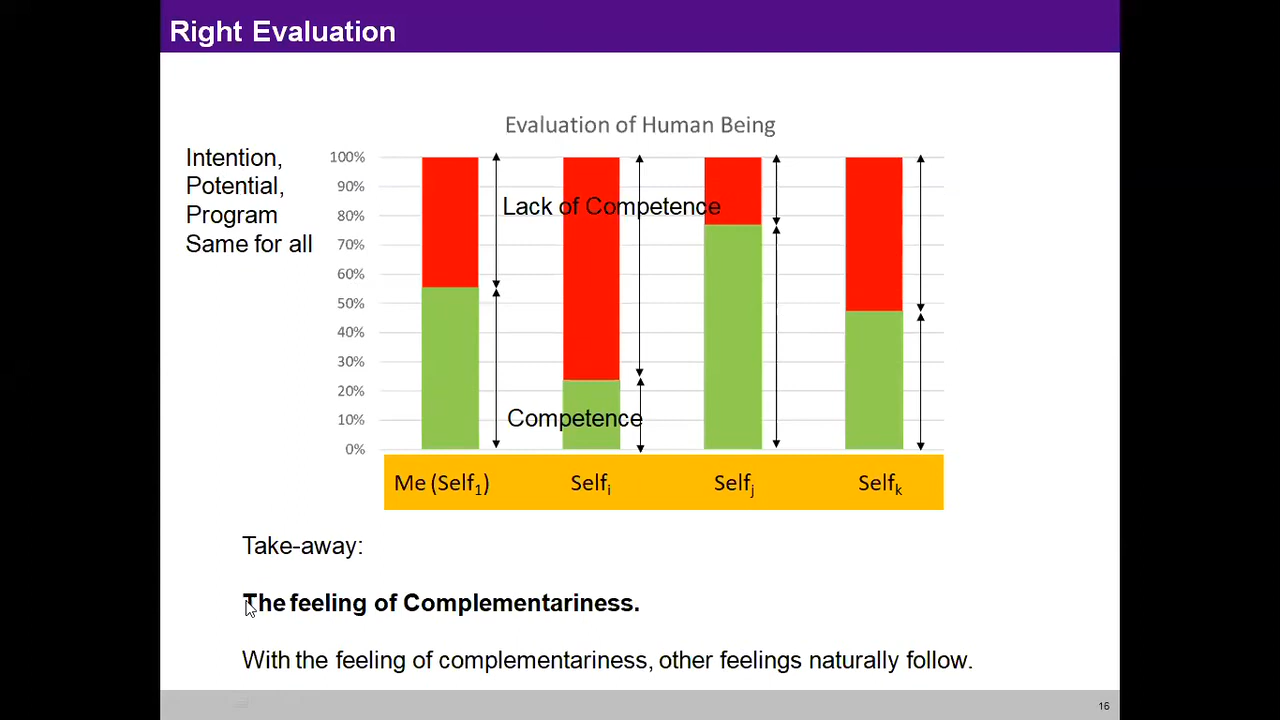 Right Evaluation
Evaluation of Human Being
Intention,
Potential,
Program
Same for all
100%
90%
80%
70%
60%
50%
40%
30%
20%
10%
0%
Lack of Competence
Competence
Me (Self1)
Selfi
Selfj
Selfk
Take-away:
The feeling of Complementariness.
With the feeling of complementariness, other feelings naturally follow.
16